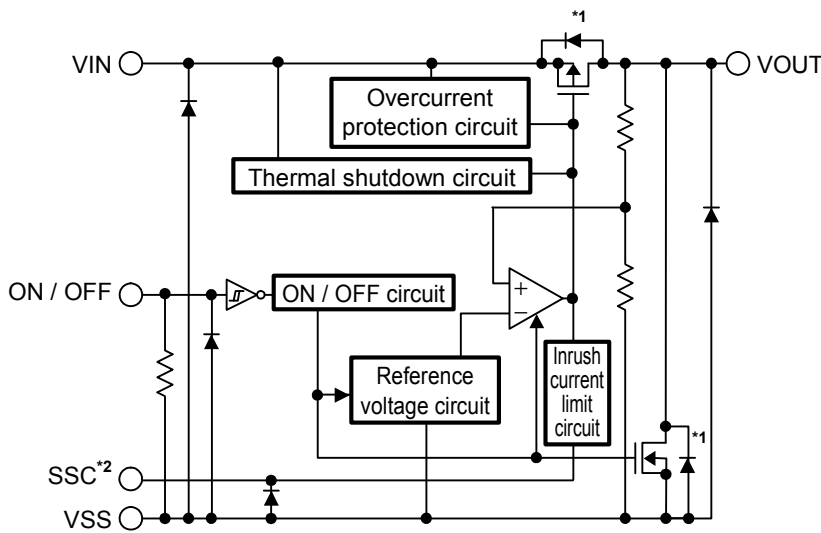 *1
VIN
VOUT
Overcurrent
protection circuit
Thermal shutdown circuit
ON / OFF
ON / OFF circuit
+
−
Reference
voltage circuit
Inrush
current
limit
circuit
*1
SSC*2
VSS